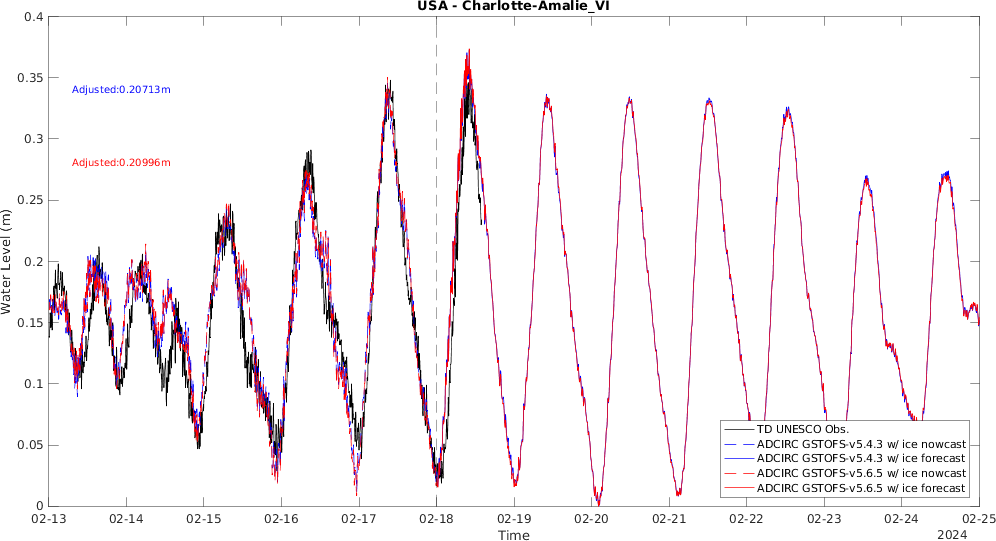 USA - Charlotte-Amalie_VI
0.4
0.35
0.3
0.25
0.2
0.15
0.1
0.05
0
Water Level (m)
Adjusted:0.20713m
Adjusted:0.20996m
TD UNESCO Obs.
ADCIRC GSTOFS-v5.4.3 w/ ice nowcast
ADCIRC GSTOFS-v5.4.3 w/ ice forecast
ADCIRC GSTOFS-v5.6.5 w/ ice nowcast
ADCIRC GSTOFS-v5.6.5 w/ ice forecast
02-13 02-14 02-15 02-16 02-17 02-18 02-19 02-20 02-21 02-22 02-23 02-24 02-25
Time
2024